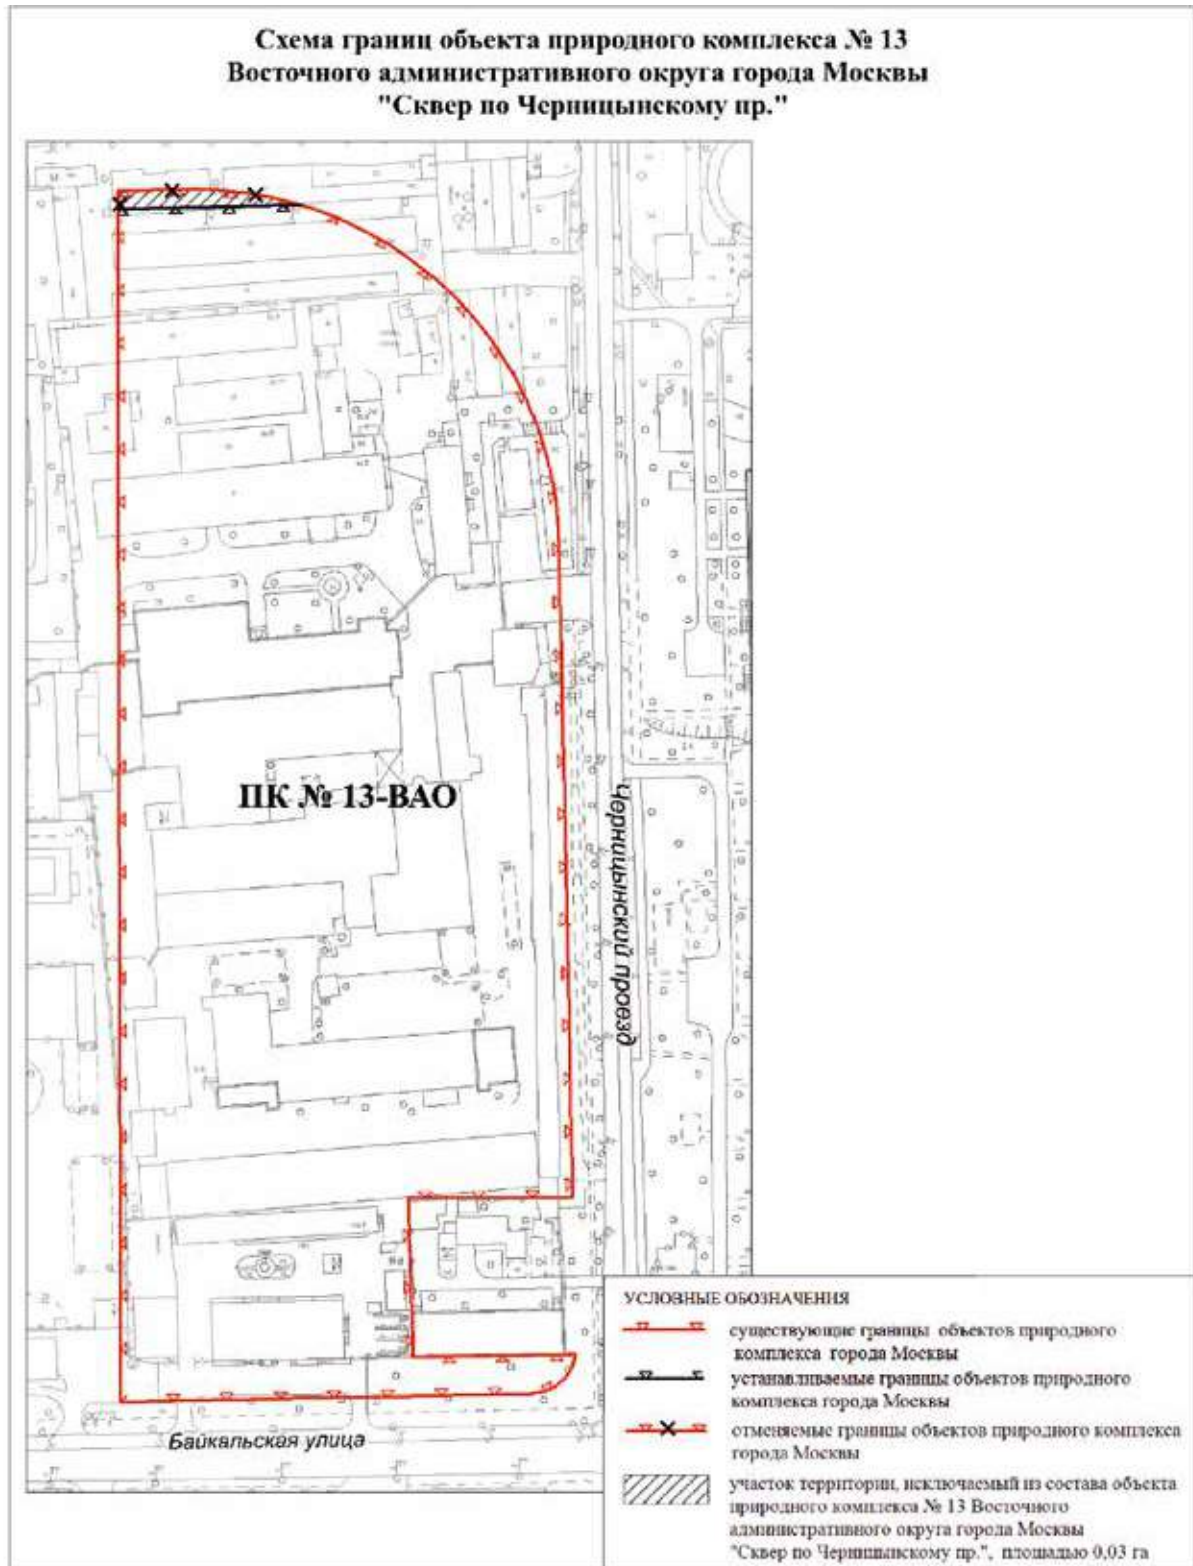 Схема границ объекта природного комплекса № 13
Восточного административного округа города Москвы
"Сквер по Черницынскому пр."
ПК № 13-ВАО
Черницынский проезд
Байкальская улица
УСЛОВНЫЕ ОБОЗНАЧЕНИЯ
существующие границы объектов природного
комплекса города Москвы
устанавливаемые границы объектов природного
комплекса города Москвы
отменяемые границы объектов природного комплекса
города Москвы
участок территории, исключаемый из состава объекта
природного комплекса № 13 Восточного
административного округа города Москвы
"Сквер по Черницынскому пр.", площадью 0,03 га